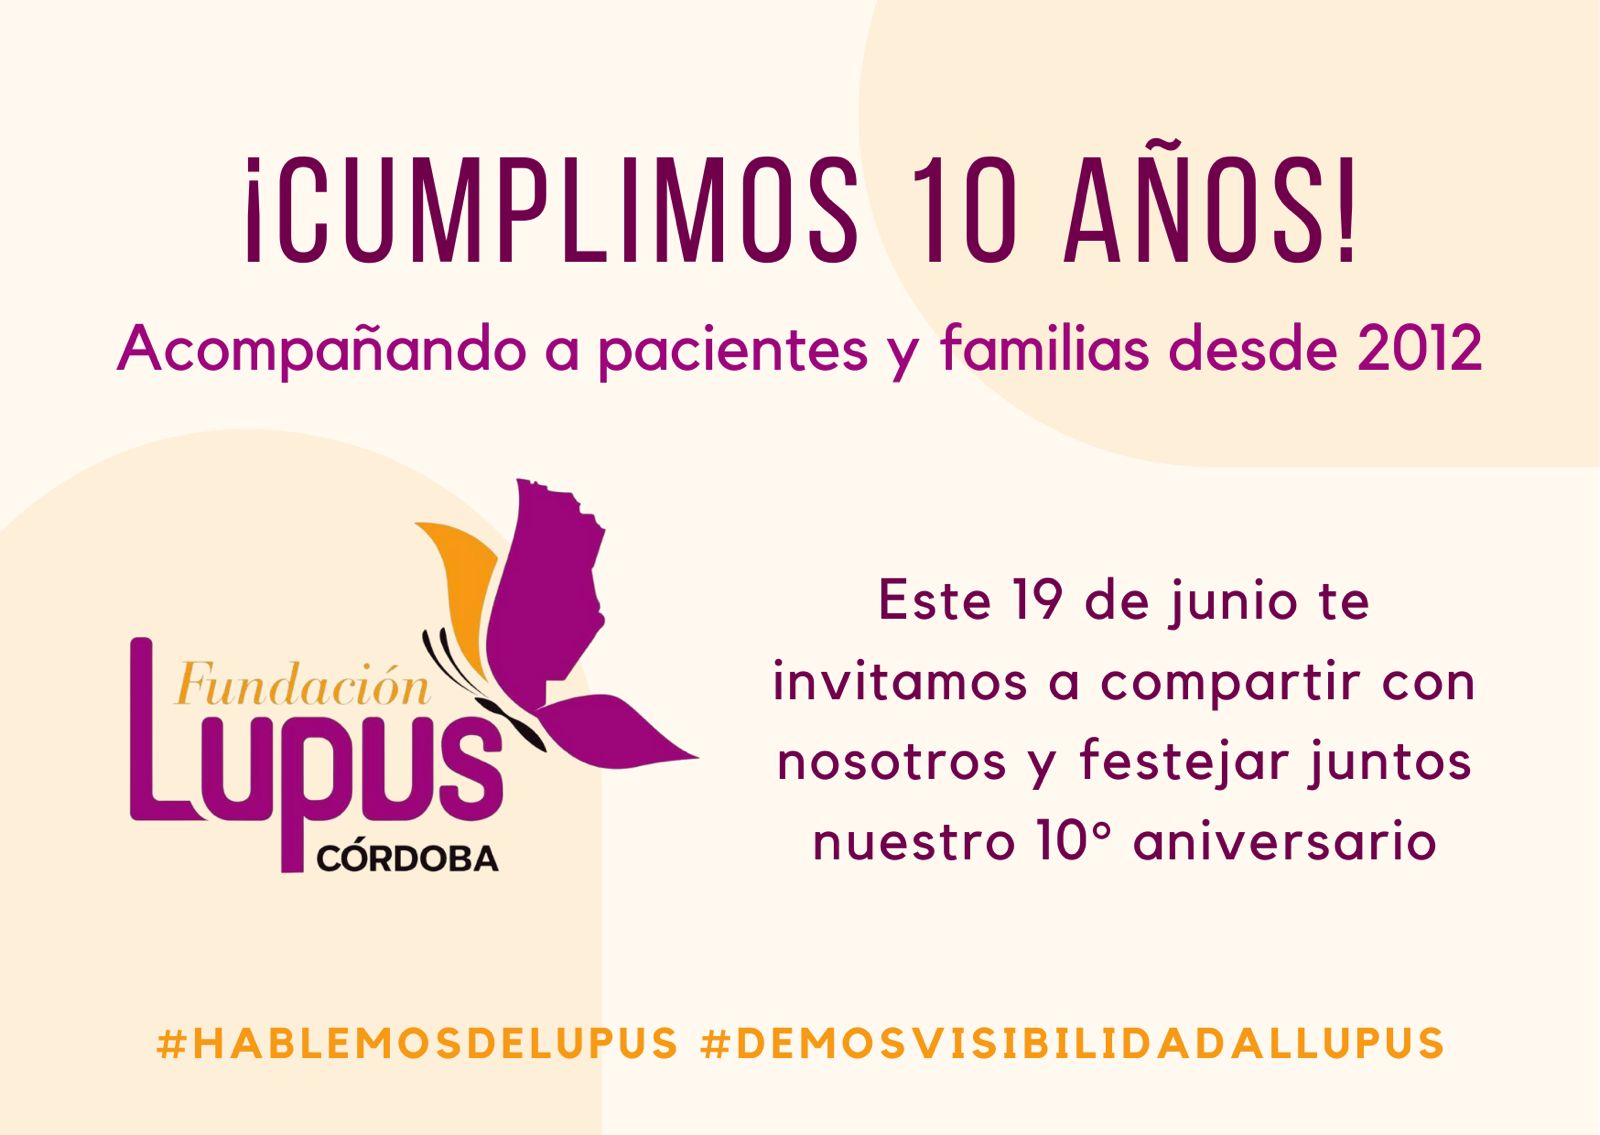 ¡CUMPLIMOS 10 AÑOS!
Acompañando a pacientes y familias desde 2012
Fundación
Lupus
CÓRDOBA
Este 19 de junio te
invitamos a compartir con
nosotros y festejar juntos
nuestro 10° aniversario
#HABLEMOSDELUPUS #DEMOSVISIBILIDADALLUPUS